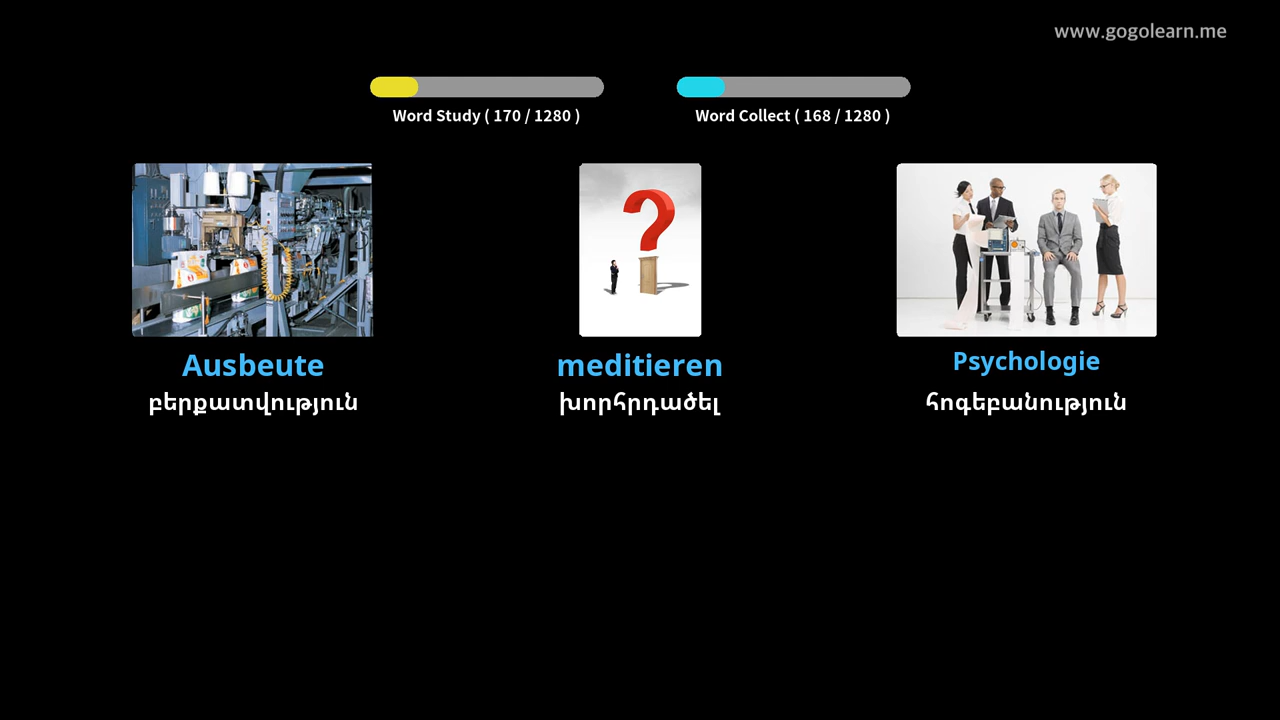 www.gogolearn.me
Word Study ( 170 / 1280 )
Word Collect ( 168 / 1280 )
Ausbeute
meditieren
Psychologie
բերքատվություն
խորհրդածել
հոգեբանություն